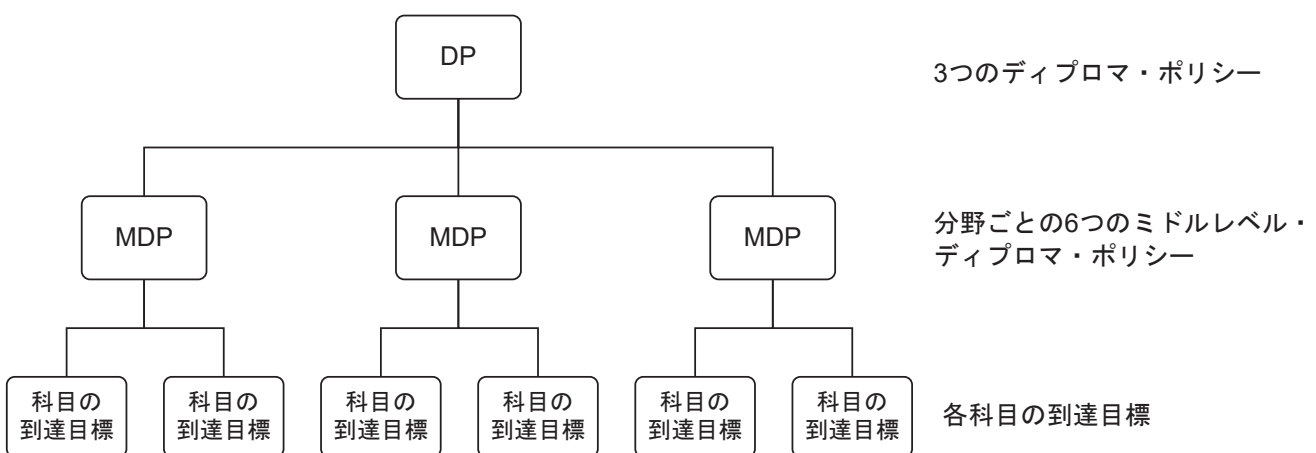 DP
3つのディプロマ・ポリシー
MDP
MDP
MDP
分野ごとの6つのミドルレベル・
ディプロマ・ポリシー
科目の
到達目標
科目の
到達目標
科目の
到達目標
科目の
到達目標
科目の
到達目標
科目の
到達目標
各科目の到達目標